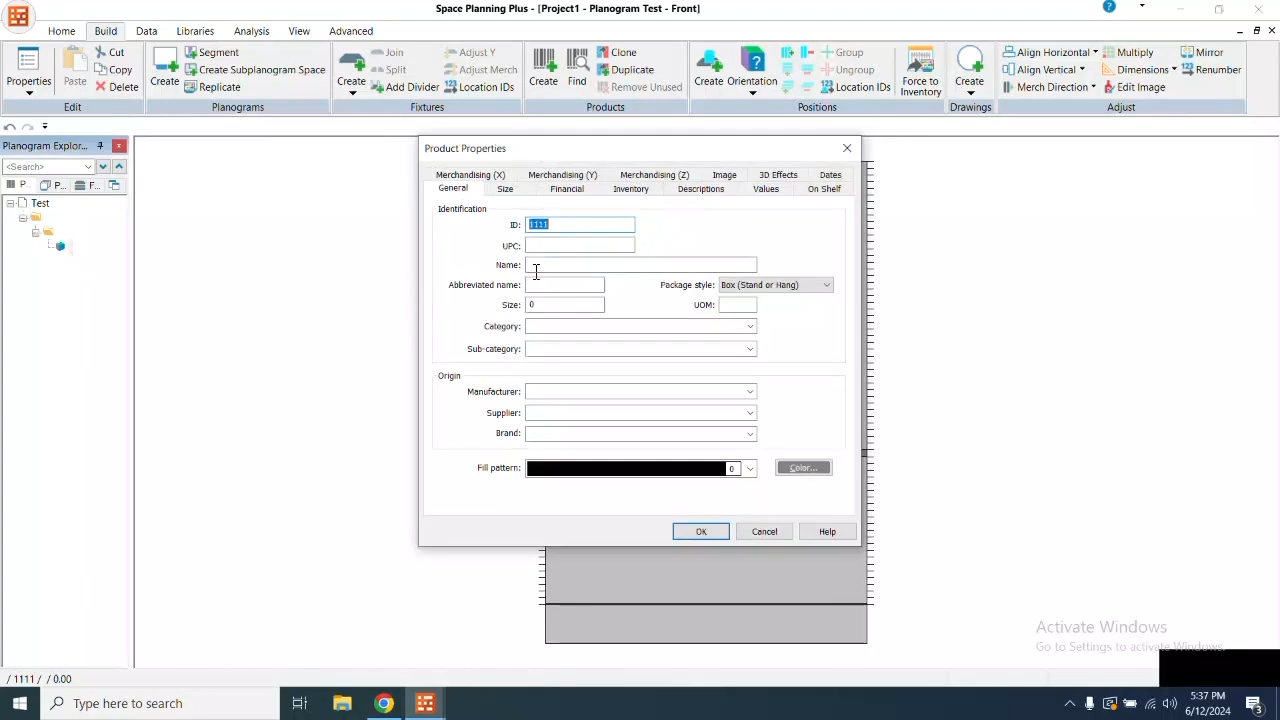 Space Planning Plus - [Project1 - Planogram Test - Front]
Home Build Data Libraries Analysis View Advanced
Properties Paste Cut Copy Delete Edit
Create Segment Create Subplanogram Space Replicate Planograms
Create Join Split Add Divider Adjust Y Adjust Merch Location IDs Fixtures
Create Find Clone Duplicate Remove Unused Products
Create Orientation Group Ungroup Location IDs Force to Inventory Positions
Create Drawings
Align Horizontal Align Vertical Merch Direction Multiply Dimensions Edit Image Mirror Renumber Adjust
Planogram Explor...
<Search>
P... P... F...
Test
Product Properties
Merchandising (X) Merchandising (Y) Merchandising (Z) Image 3D Effects Dates
General Size Financial Inventory Descriptions Values On Shelf
Identification
ID: 1111
UPC:
Name:
Abbreviated name: Package style: Box (Stand or Hang)
Size: 0 UOM:
Category:
Sub-category:
Origin
Manufacturer:
Supplier:
Brand:
Fill pattern: 0 Color...
OK Cancel Help
Activate Windows
Go to Settings to activate Windows.
/ 1111 / / 0.00
Type here to search
5:37 PM
6/12/2024
3